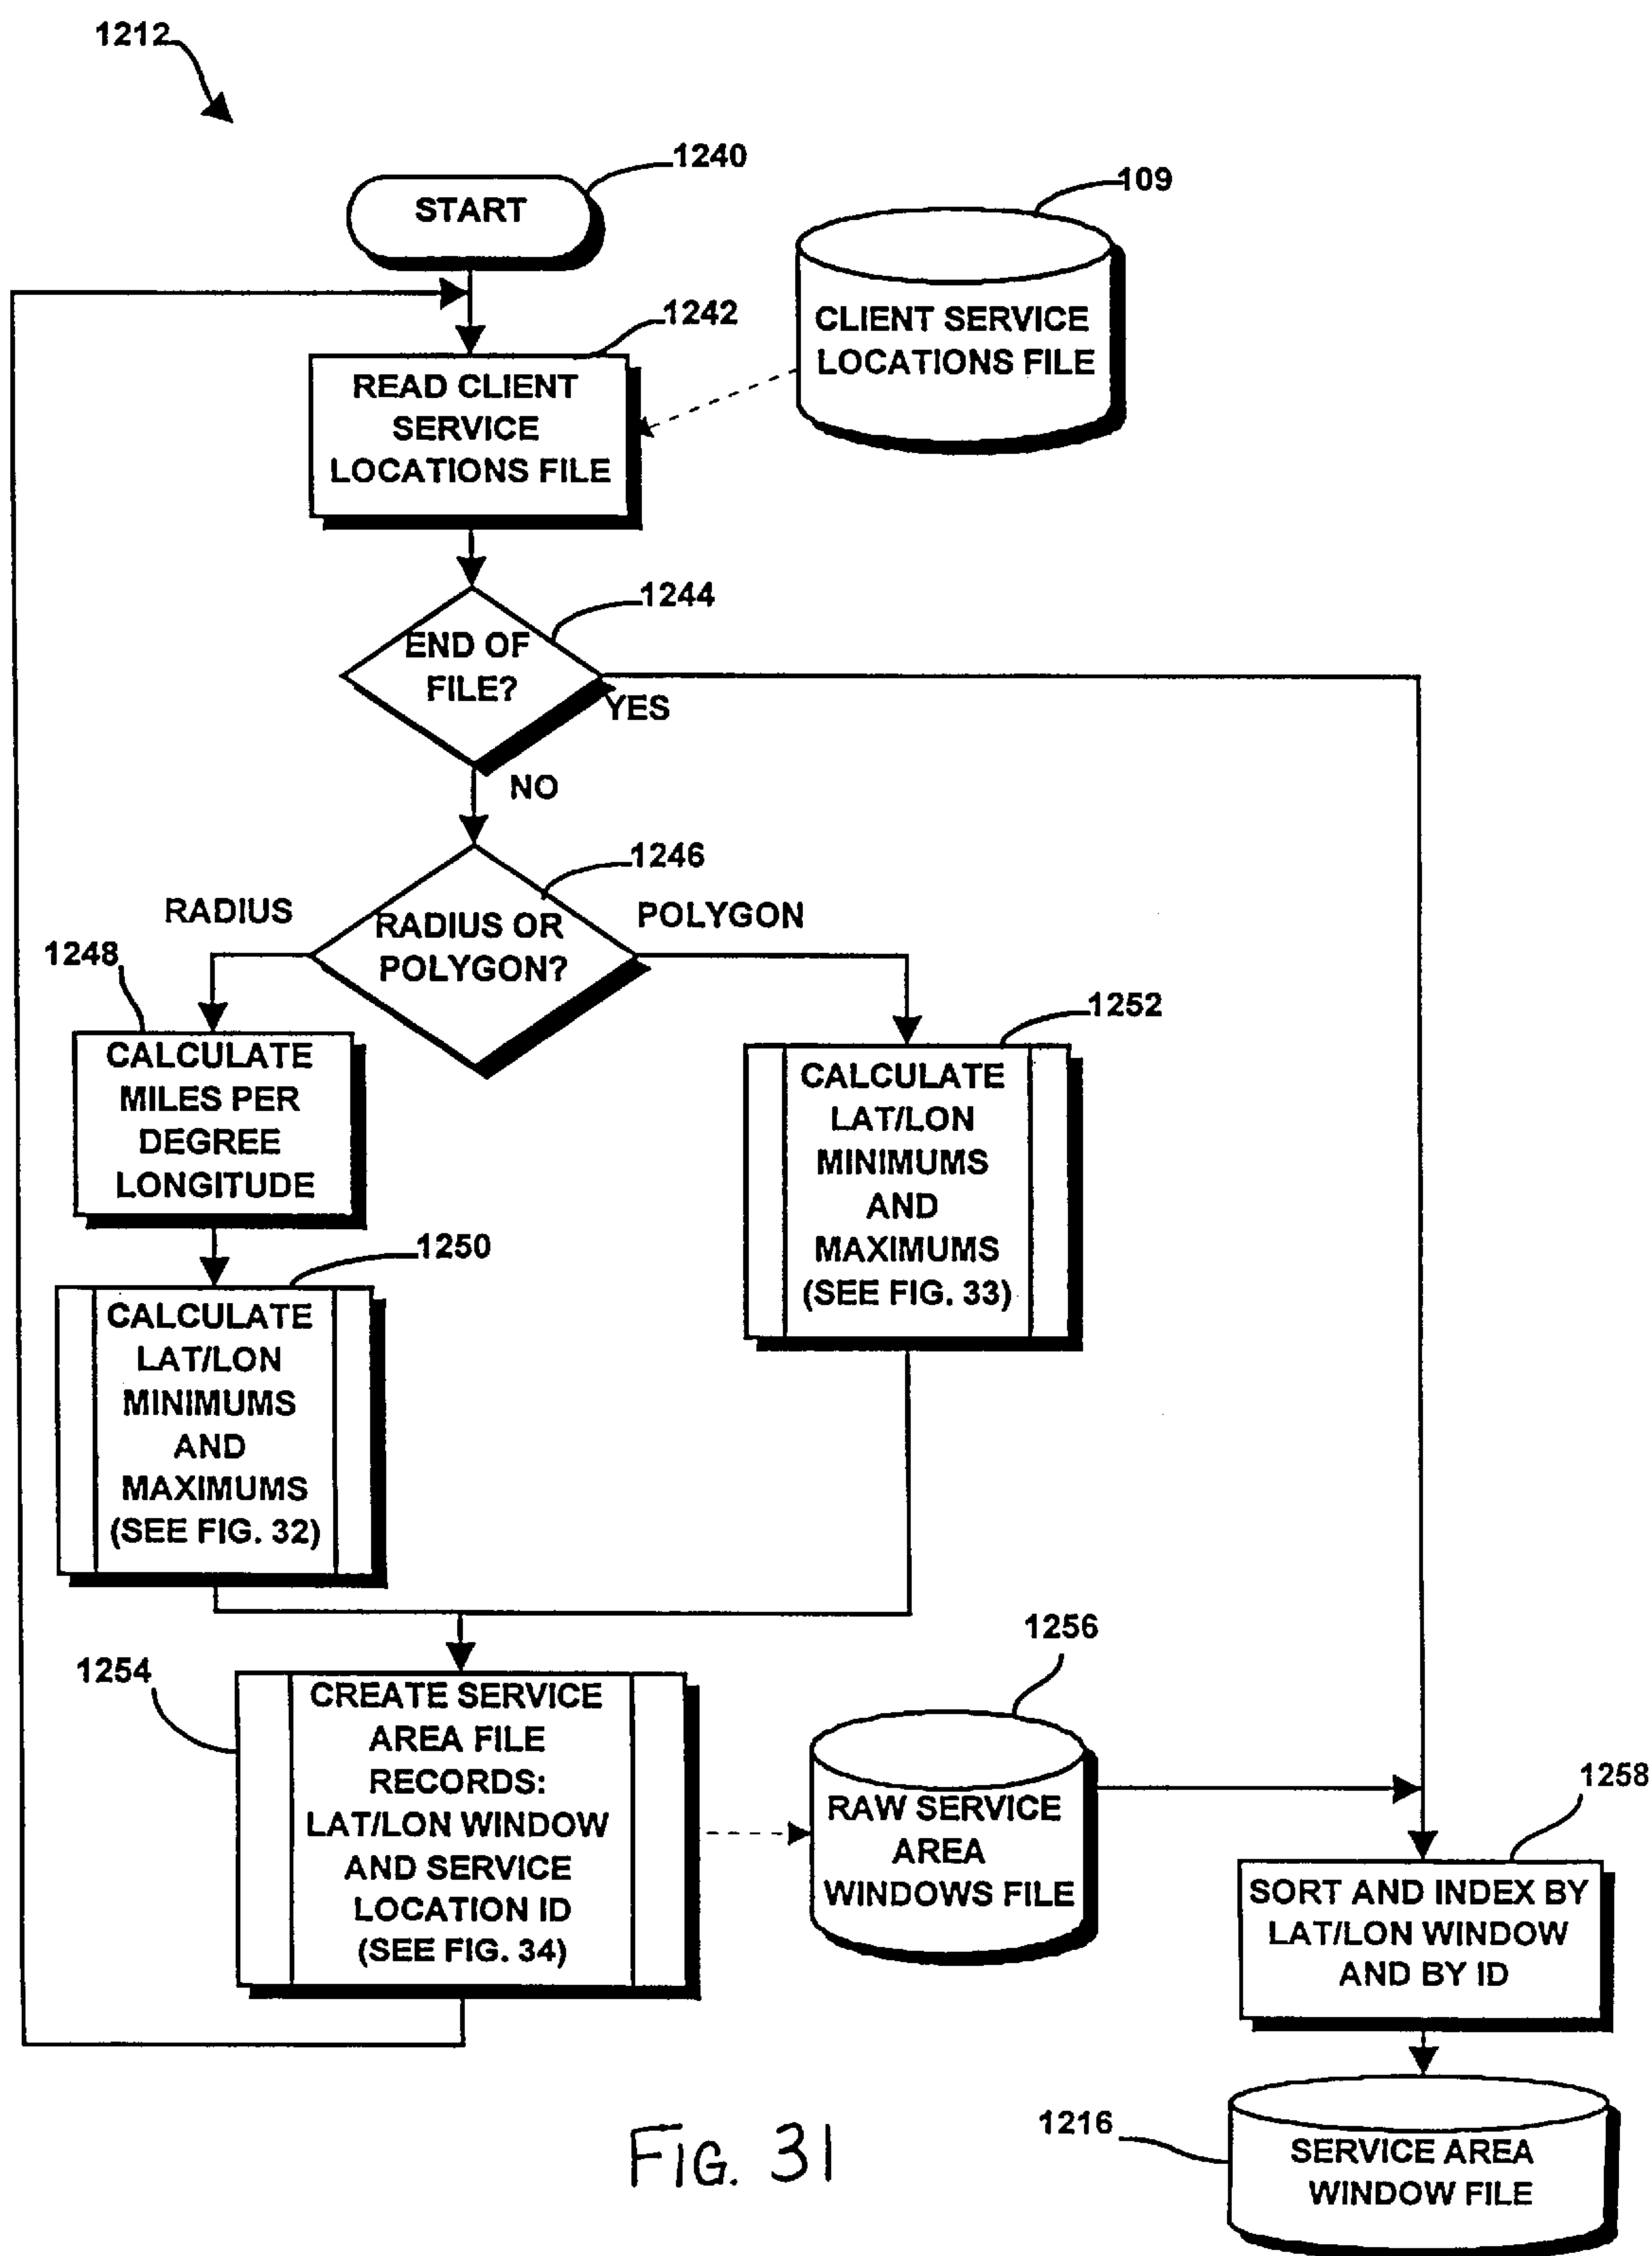 1212
1240
START
109
CLIENT SERVICE
LOCATIONS FILE
1242
READ CLIENT
SERVICE
LOCATIONS FILE
1244
END OF
FILE?
YES
NO
1246
RADIUS
RADIUS OR
POLYGON?
POLYGON
1248
CALCULATE
MILES PER
DEGREE
LONGITUDE
1252
CALCULATE
LAT/LON
MINIMUMS
AND
MAXIMUMS
(SEE FIG. 33)
1250
CALCULATE
LAT/LON
MINIMUMS
AND
MAXIMUMS
(SEE FIG. 32)
1254
CREATE SERVICE
AREA FILE
RECORDS:
LAT/LON WINDOW
AND SERVICE
LOCATION ID
(SEE FIG. 34)
1256
RAW SERVICE
AREA
WINDOWS FILE
1258
SORT AND INDEX BY
LAT/LON WINDOW
AND BY ID
1216
SERVICE AREA
WINDOW FILE
FIG. 31